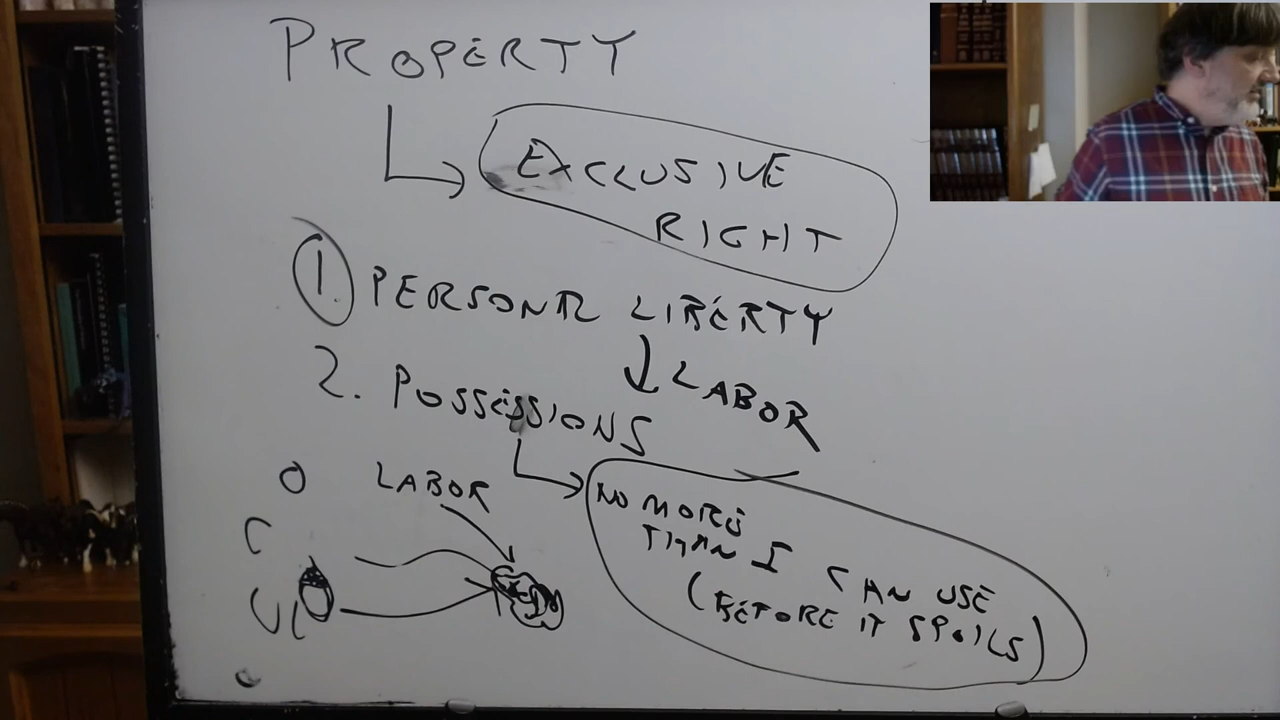 PROPERTY
EXCLUSIVE
RIGHT
1. PERSONAL LIBERTY
LABOR
2. POSSESSIONS
LABOR
NO MORE
THAN I CAN USE
(BEFORE IT SPOILS)